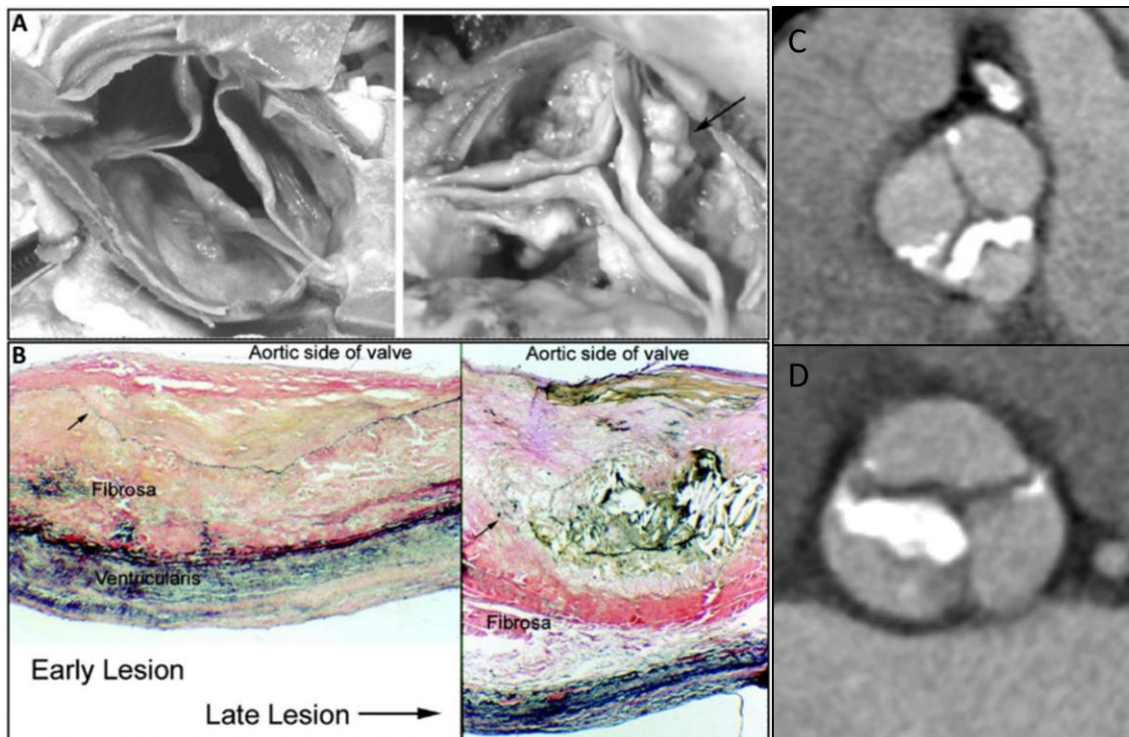 A
B
Aortic side of valve
Fibrosa
Ventricularis
Early Lesion
Late Lesion
Aortic side of valve
Fibrosa
C
D